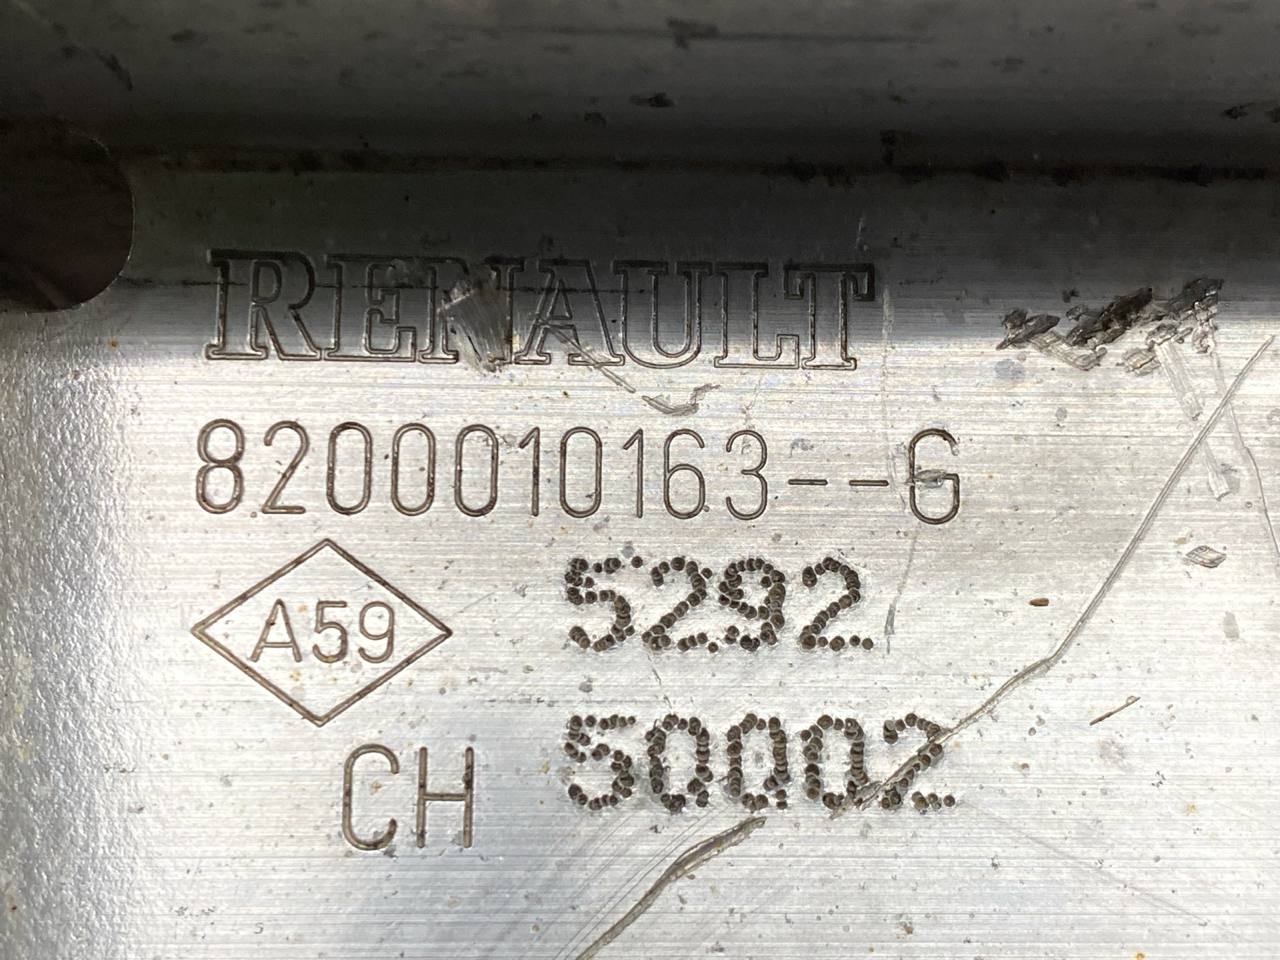 RENAULT
8200010163--G
A59 5292
CH 50002